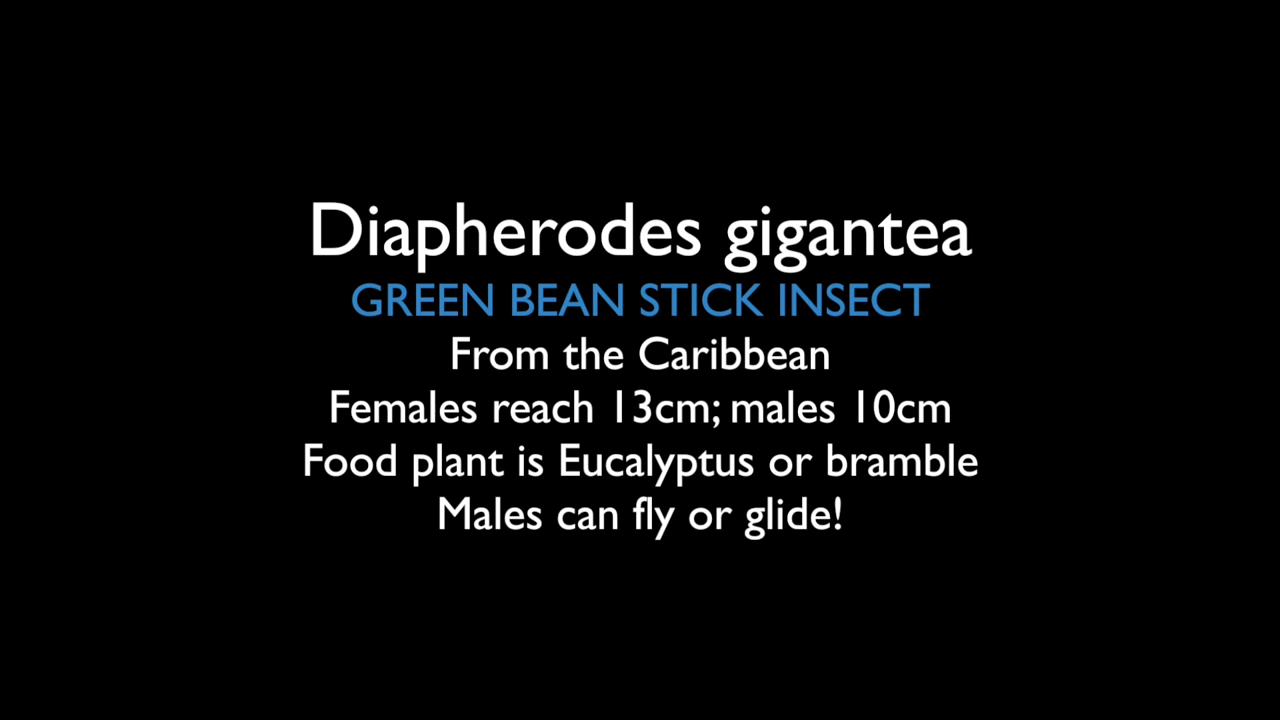 Diapherodes gigantea
GREEN BEAN STICK INSECT
From the Caribbean
Females reach 13cm; males 10cm
Food plant is Eucalyptus or bramble
Males can fly or glide!